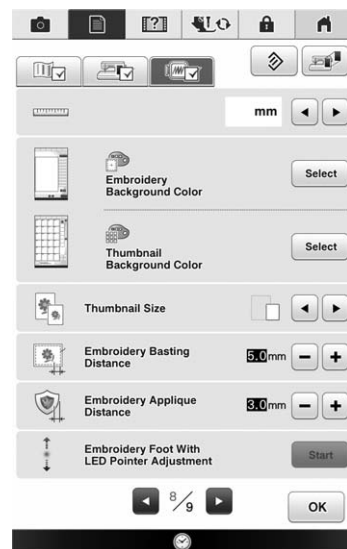 mm
Embroidery
Background Color
Select
Thumbnail
Background Color
Select
Thumbnail Size
Embroidery Basting
Distance
5.0mm
Embroidery Applique
Distance
3.0mm
Embroidery Foot With
LED Pointer Adjustment
Start
8/9
OK